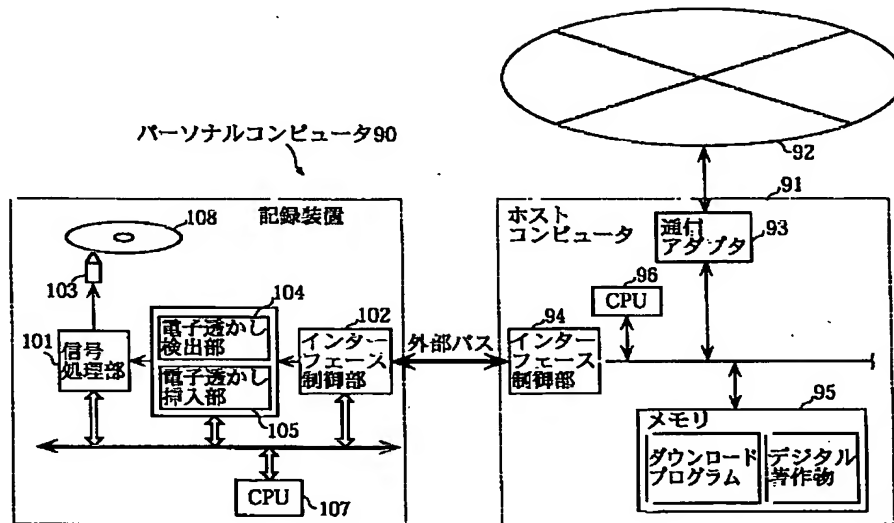 パーソナルコンピュータ90
92
91
記録装置
108
103
104
電子透かし
検出部
電子透かし
挿入部
105
102
インター
フェース
制御部
101
信号
処理部
CPU
107
外部バス
ホスト
コンピュータ
通信
アダプタ
93
96
CPU
94
インター
フェース
制御部
95
メモリ
ダウンロード
プログラム
デジタル
著作物